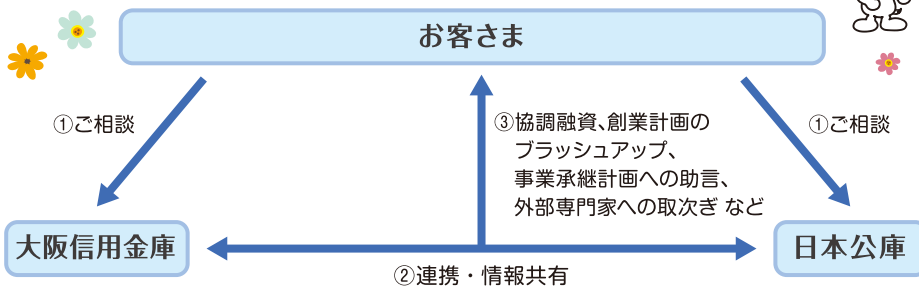 お客さま
①ご相談
③協調融資、創業計画の
ブラッシュアップ、
事業承継計画への助言、
外部専門家への取次ぎ など
①ご相談
大阪信用金庫
日本公庫
②連携・情報共有